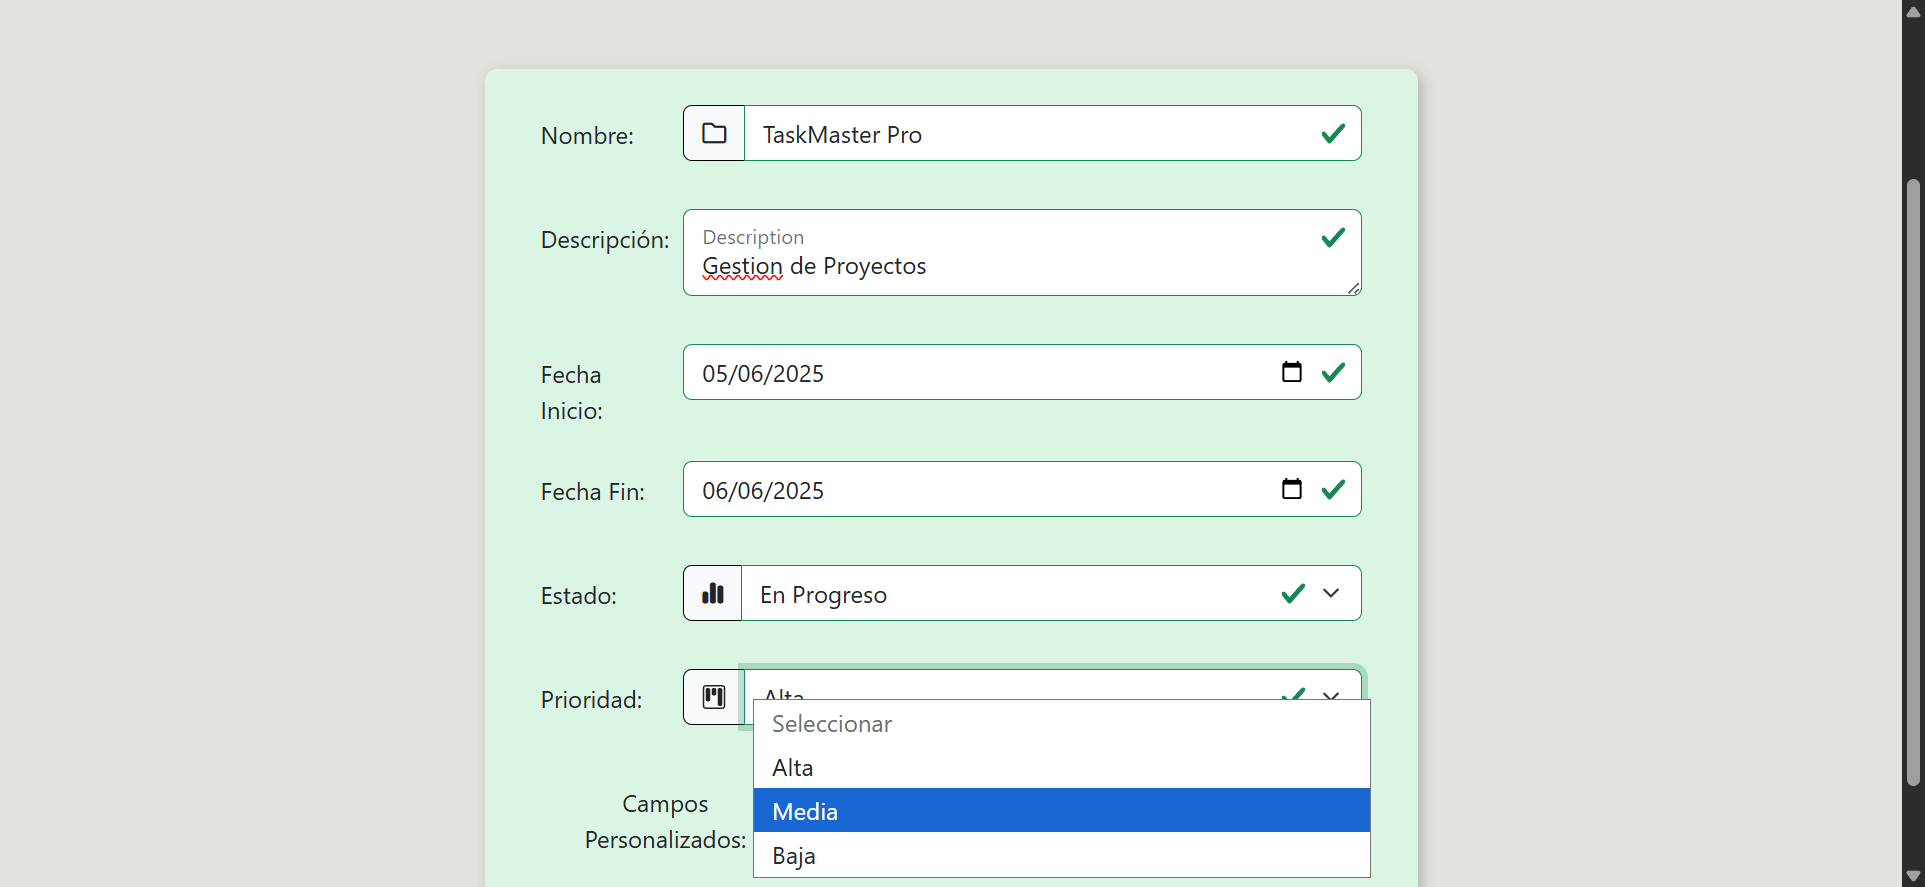 Nombre:
TaskMaster Pro
Descripción:
Description
Gestion de Proyectos
Fecha
Inicio:
05/06/2025
Fecha Fin:
06/06/2025
Estado:
En Progreso
Prioridad:
Alta
Seleccionar
Alta
Media
Baja
Campos
Personalizados: